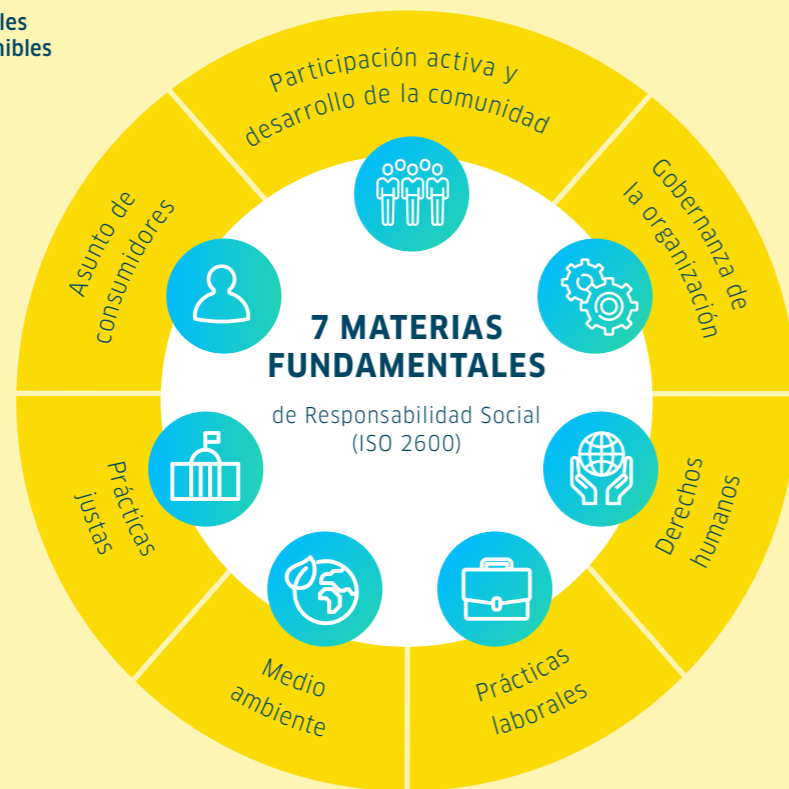 les
nibles
Participación activa y
desarrollo de la comunidad
Gobernanza de
la organización
Derechos
humanos
Prácticas
laborales
Medio
ambiente
Prácticas
justas
Asunto de
consumidores
7 MATERIAS
FUNDAMENTALES
de Responsabilidad Social
(ISO 2600)